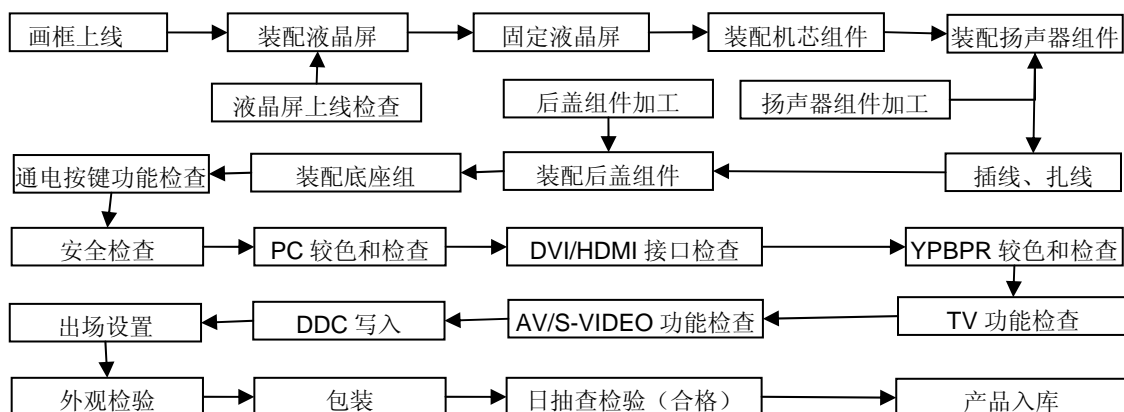 画框上线
装配液晶屏
固定液晶屏
装配机芯组件
装配扬声器组件
液晶屏上线检查
后盖组件加工
扬声器组件加工
通电按键功能检查
装配底座组
装配后盖组件
插线、扎线
安全检查
PC 较色和检查
DVI/HDMI 接口检查
YPBPR 较色和检查
出场设置
DDC 写入
AV/S-VIDEO 功能检查
TV 功能检查
外观检验
包装
日抽查检验（合格）
产品入库